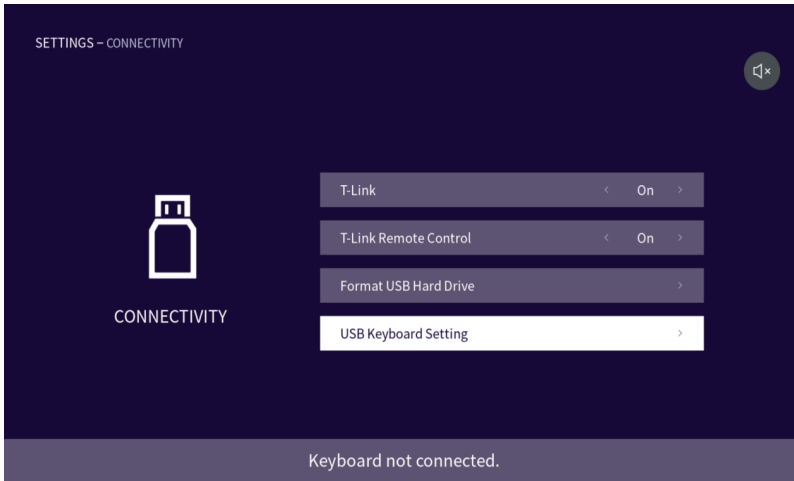 SETTINGS – CONNECTIVITY
T-Link < On >
T-Link Remote Control < On >
Format USB Hard Drive >
USB Keyboard Setting >
CONNECTIVITY
Keyboard not connected.